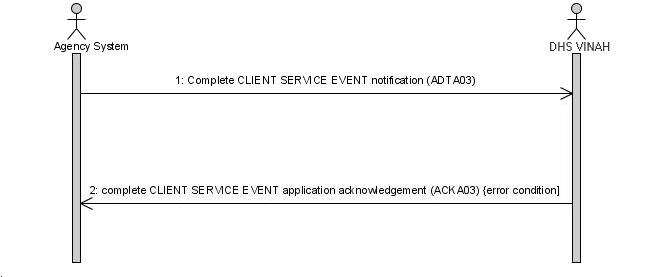 Agency System
DHS VINAH
1: Complete CLIENT SERVICE EVENT notification (ADTA03)
2: complete CLIENT SERVICE EVENT application acknowledgement (ACKA03) {error condition]